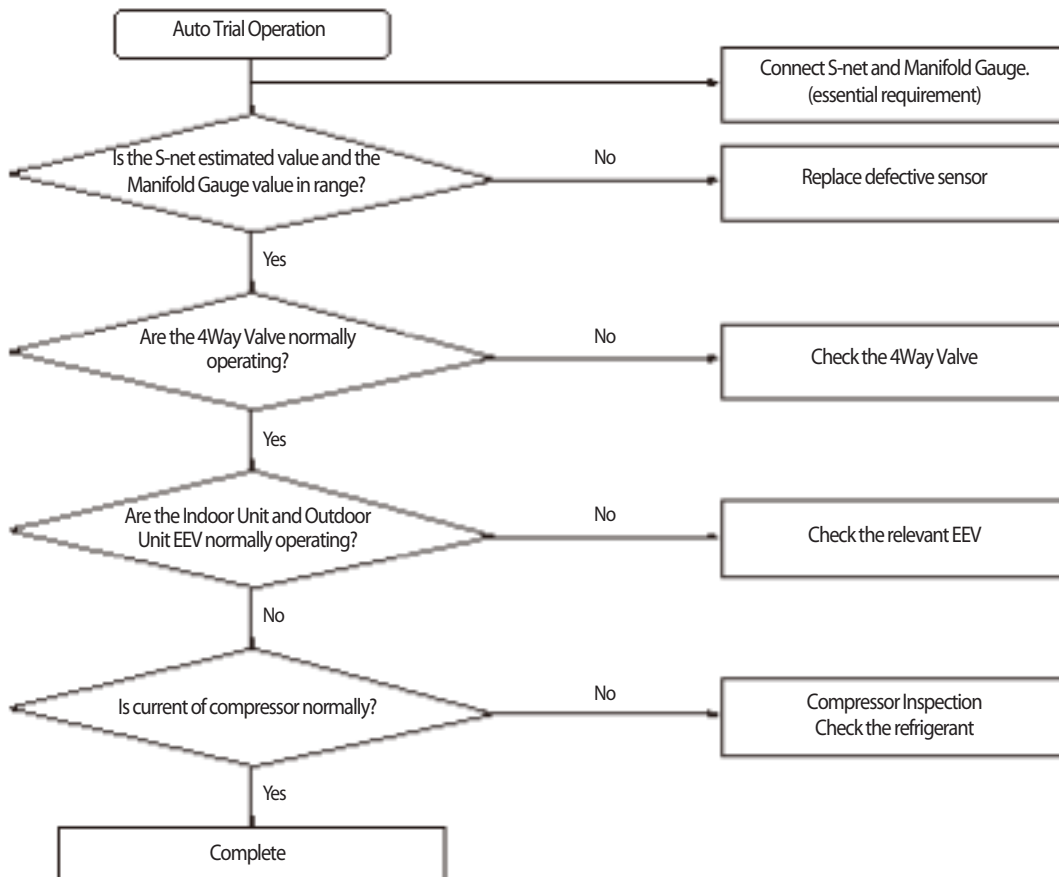 Auto Trial Operation
Connect S-net and Manifold Gauge.
(essential requirement)
Is the S-net estimated value and the
Manifold Gauge value in range?
No
Replace defective sensor
Yes
Are the 4Way Valve normally
operating?
No
Check the 4Way Valve
Yes
Are the Indoor Unit and Outdoor
Unit EEV normally operating?
No
Check the relevant EEV
No
Is current of compressor normally?
No
Compressor Inspection
Check the refrigerant
Yes
Complete